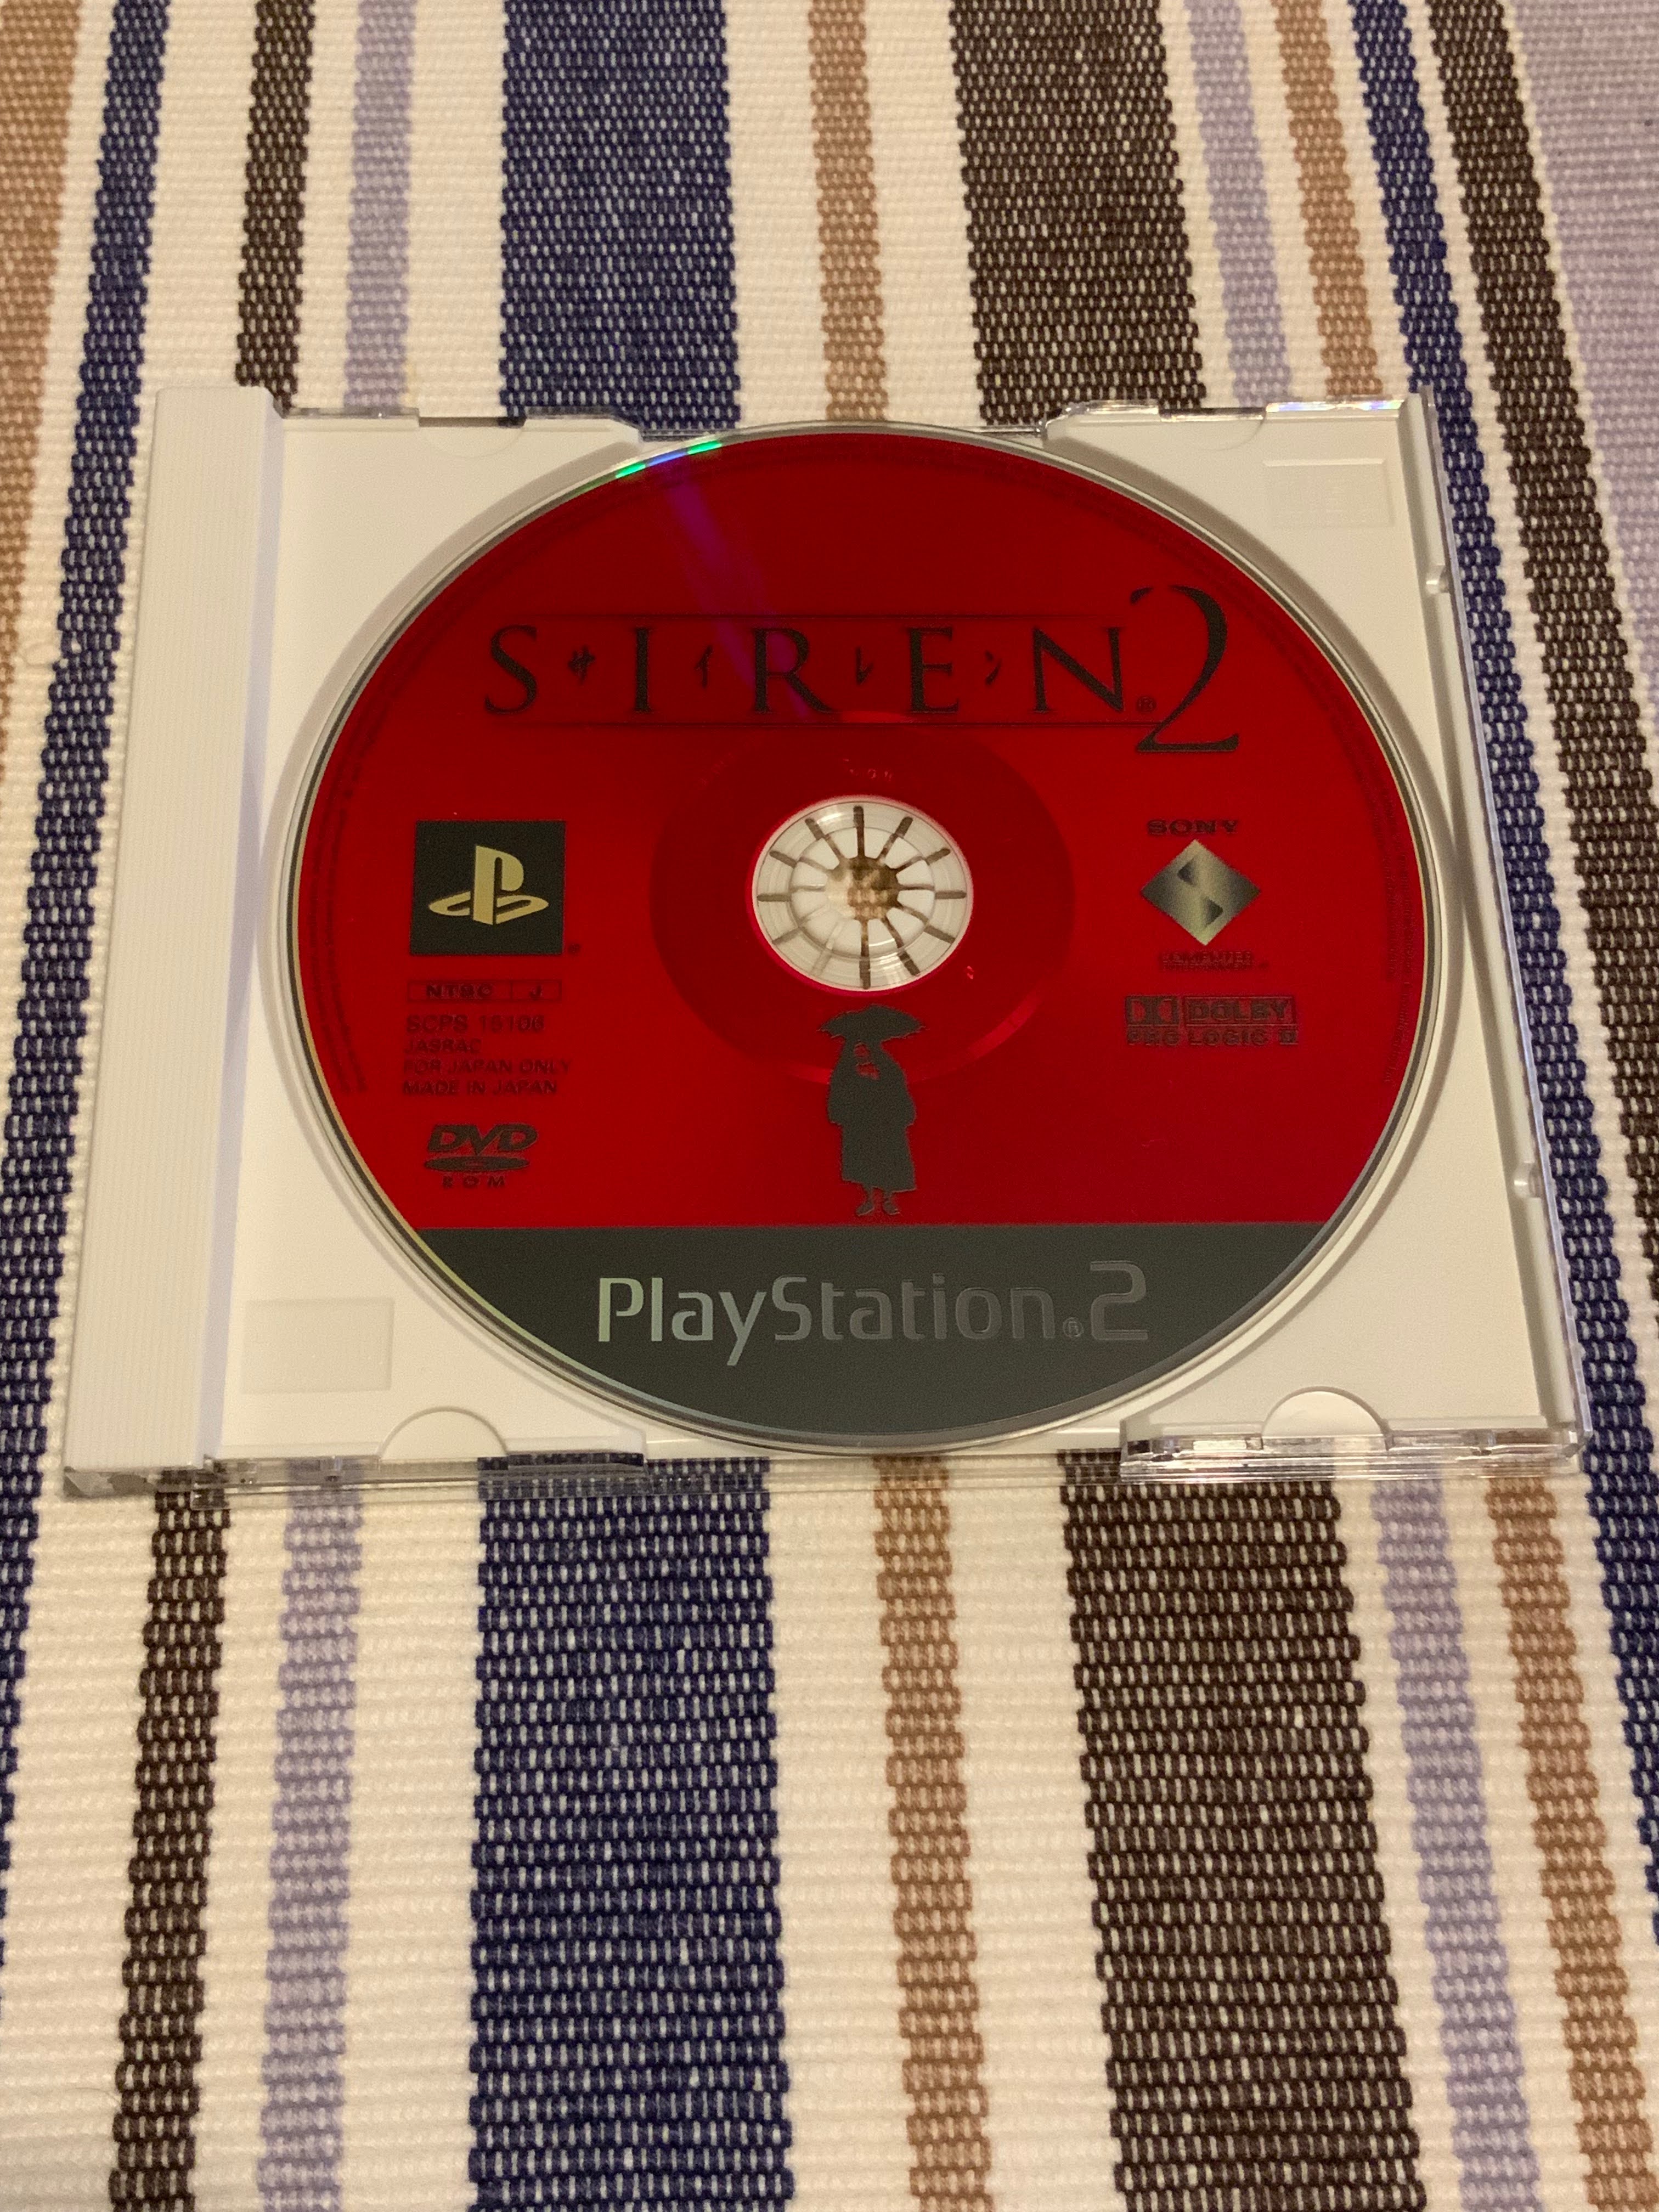 S サ I イ R レ E ン N® 2
SONY
NTSC J
SCPS 15106
JASRAC
FOR JAPAN ONLY
MADE IN JAPAN
DOLBY
PRO LOGIC II
DVD
ROM
PlayStation®2